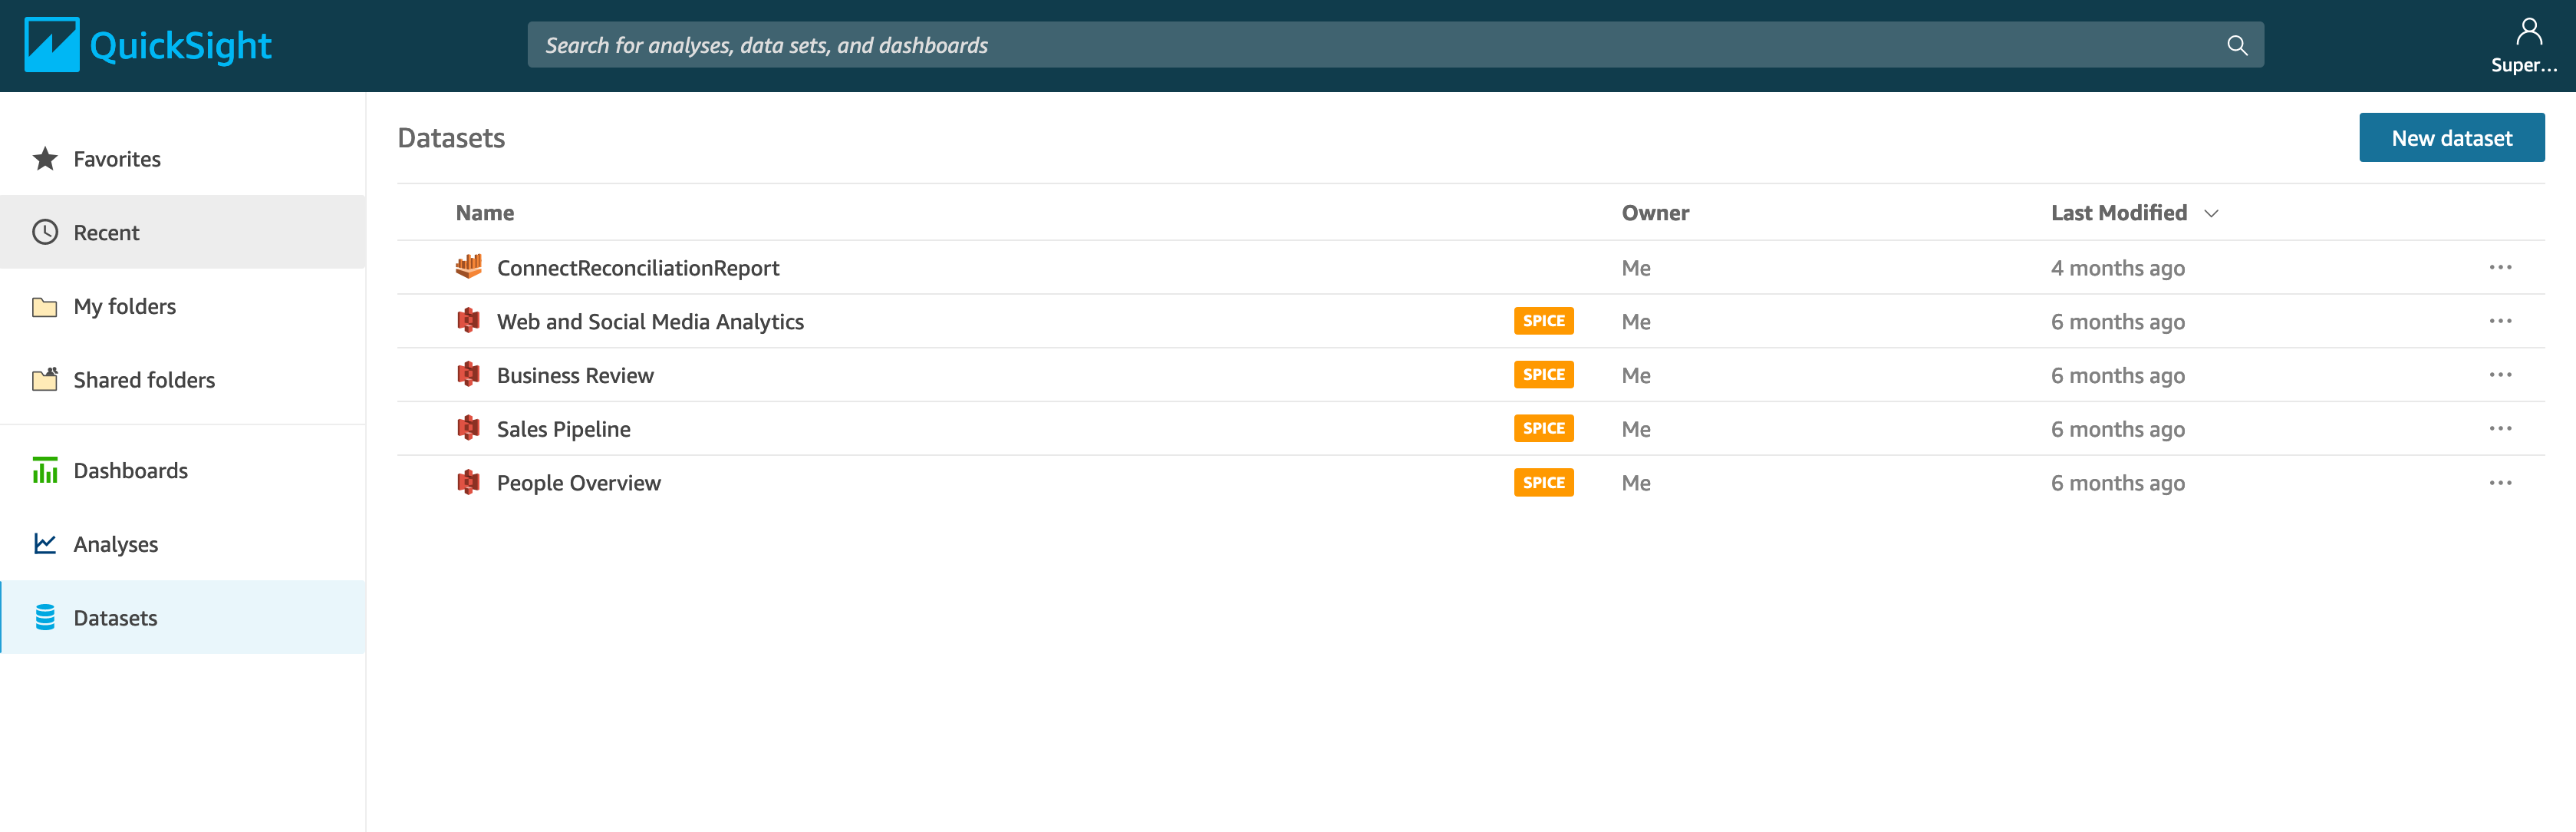 QuickSight
Search for analyses, data sets, and dashboards
Super...
Favorites
Recent
My folders
Shared folders
Dashboards
Analyses
Datasets
Datasets
New dataset
Name Owner Last Modified
ConnectReconciliationReport Me 4 months ago
Web and Social Media Analytics SPICE Me 6 months ago
Business Review SPICE Me 6 months ago
Sales Pipeline SPICE Me 6 months ago
People Overview SPICE Me 6 months ago